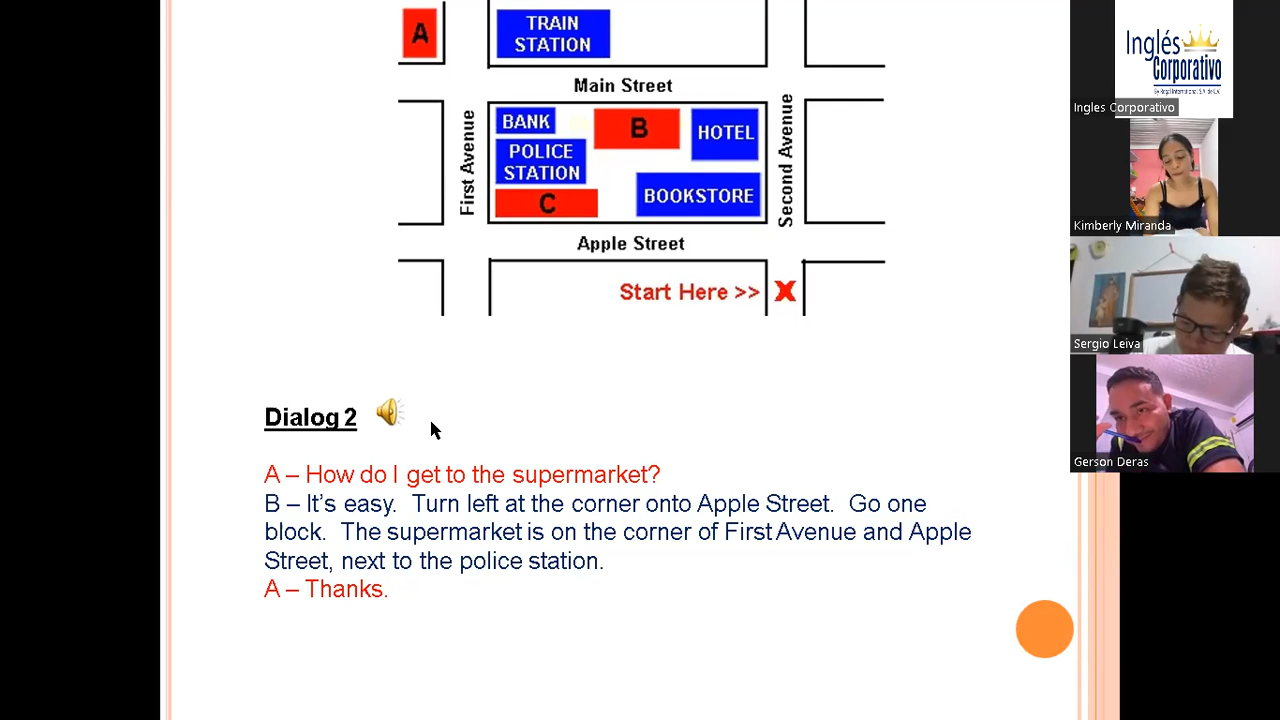 A
TRAIN
STATION
Main Street
First Avenue
BANK
B
HOTEL
POLICE
STATION
C
BOOKSTORE
Second Avenue
Apple Street
Start Here >> X
Dialog 2
A – How do I get to the supermarket?
B – It's easy. Turn left at the corner onto Apple Street. Go one
block. The supermarket is on the corner of First Avenue and Apple
Street, next to the police station.
A – Thanks.
Inglés
Corporativo
Ingles Corporativo
Kimberly Miranda
Sergio Leiva
Gerson Deras